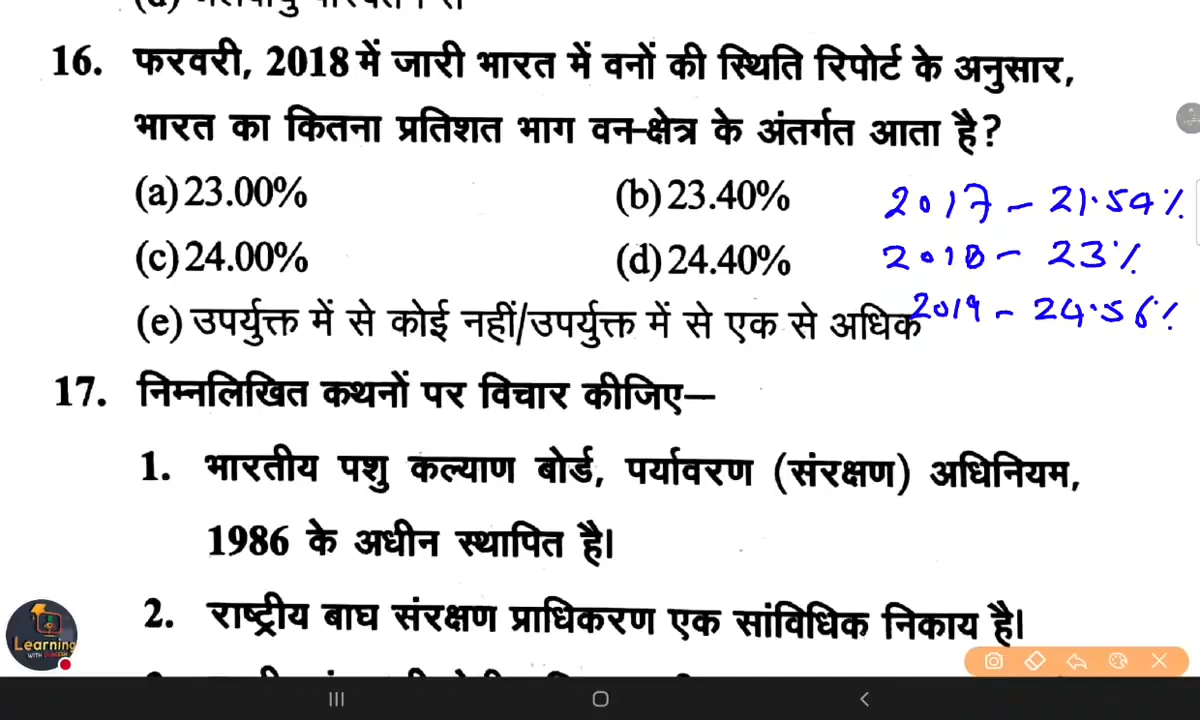 16. फरवरी, 2018 में जारी भारत में वनों की स्थिति रिपोर्ट के अनुसार,
भारत का कितना प्रतिशत भाग वन-क्षेत्र के अंतर्गत आता है?
(a) 23.00% (b) 23.40%
2017 - 21.54%
(c) 24.00% (d) 24.40%
2018 - 23%
(e) उपर्युक्त में से कोई नहीं/उपर्युक्त में से एक से अधिक
2019 - 24.56%
17. निम्नलिखित कथनों पर विचार कीजिए—
1. भारतीय पशु कल्याण बोर्ड, पर्यावरण (संरक्षण) अधिनियम,
1986 के अधीन स्थापित है।
2. राष्ट्रीय बाघ संरक्षण प्राधिकरण एक सांविधिक निकाय है।
Learning